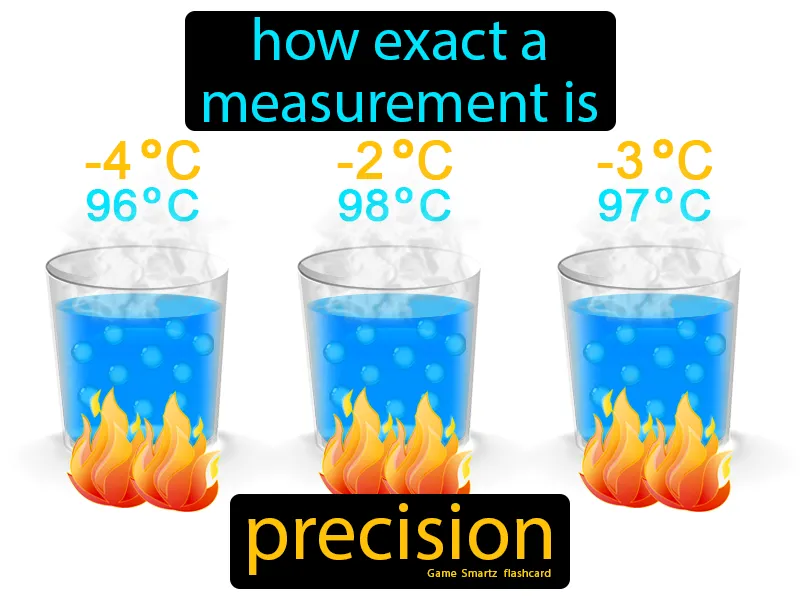 how exact a
measurement is
-4°C
96°C
-2°C
98°C
-3°C
97°C
precision
Game Smartz flashcard